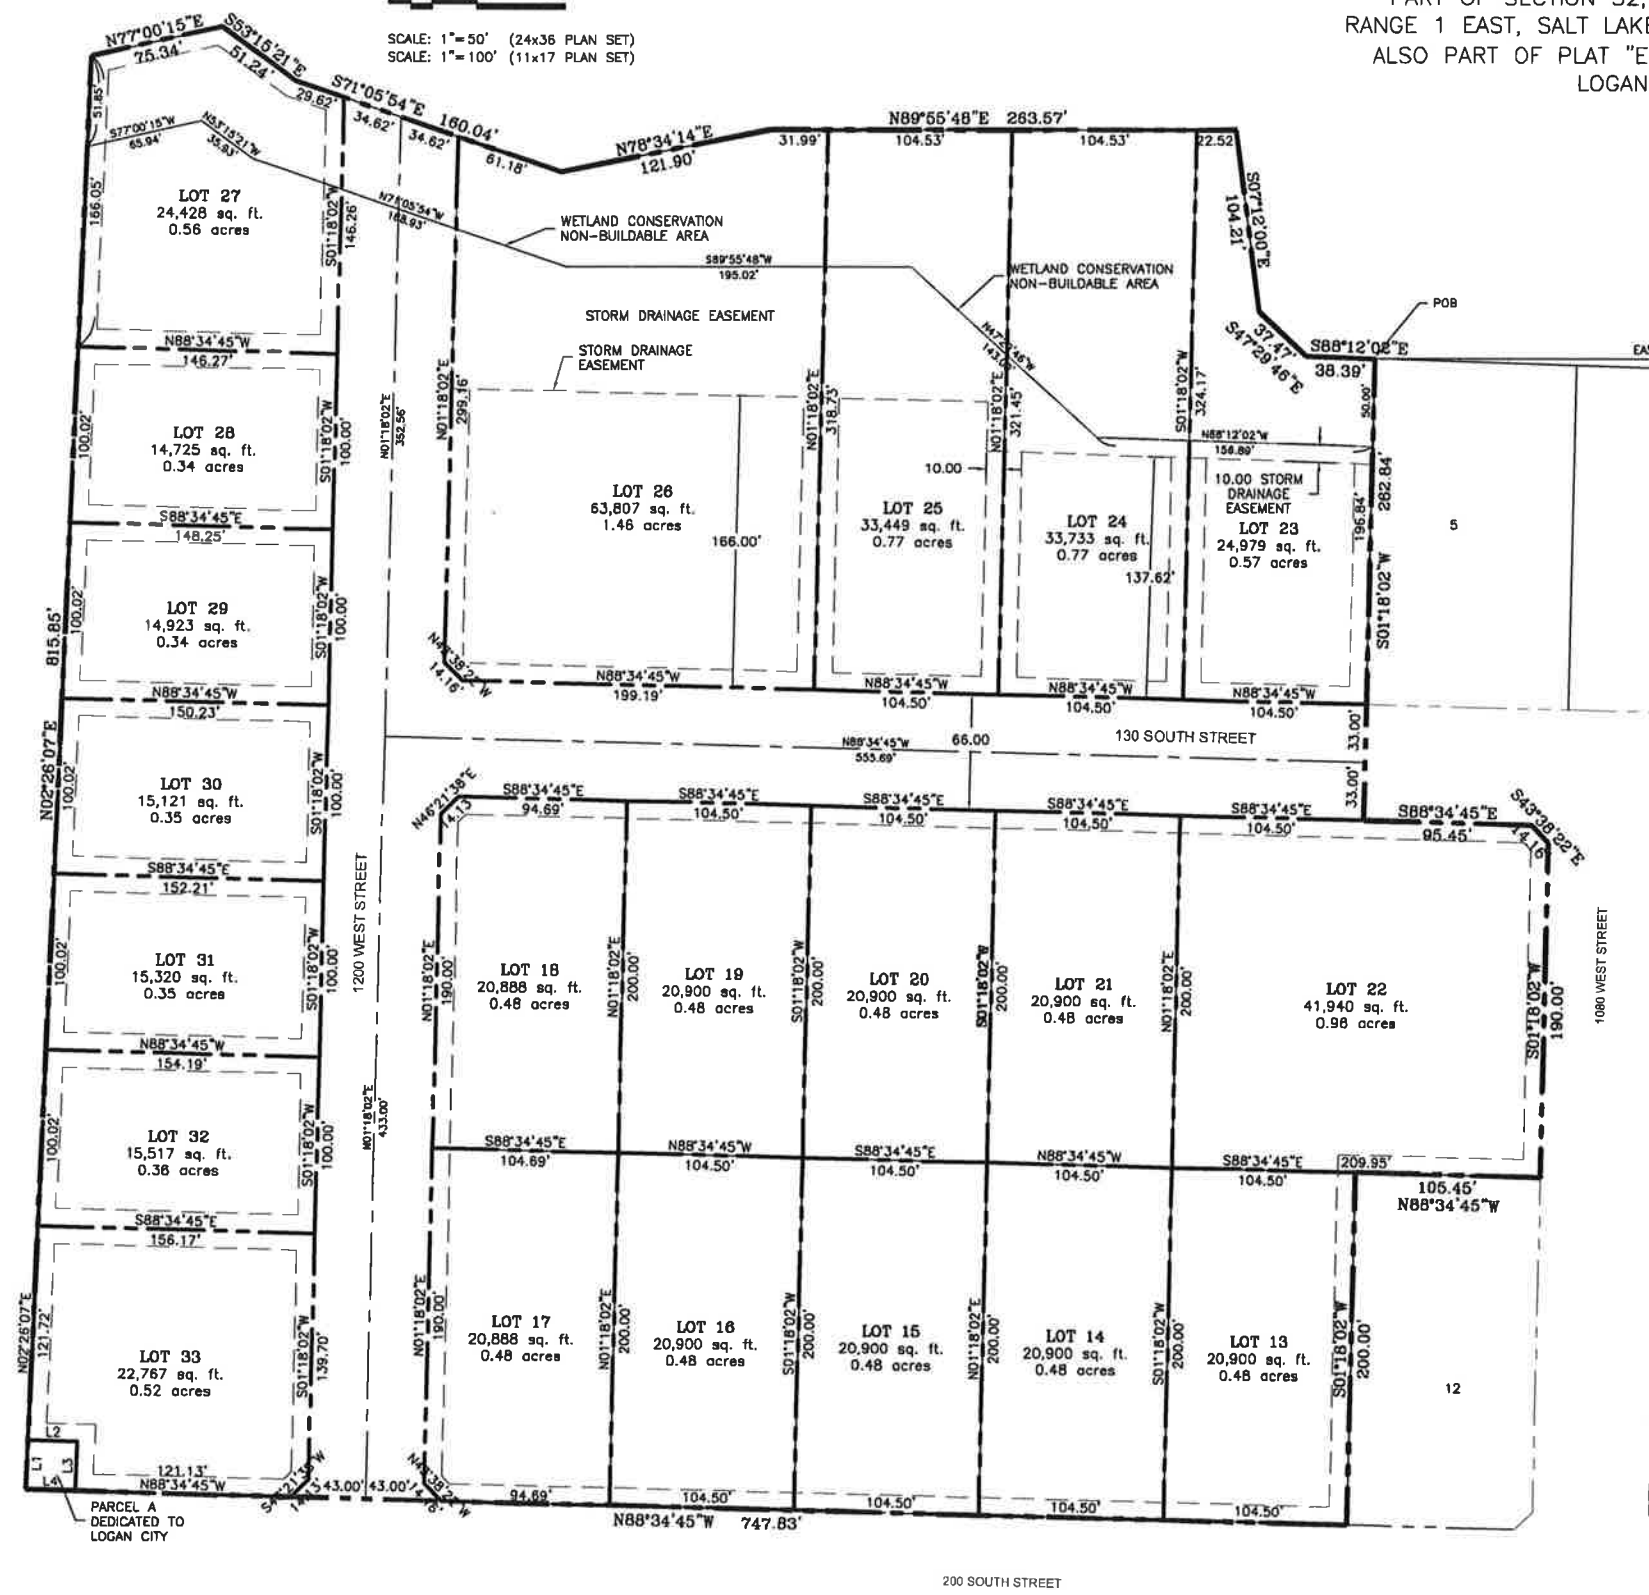 PART OF SECTION 32,
RANGE 1 EAST, SALT LAKE
ALSO PART OF PLAT "E
LOGAN
SCALE: 1"=50' (24x36 PLAN SET)
SCALE: 1"=100' (11x17 PLAN SET)
N77°00'15"E
75.34'
S53°15'21"E
51.24'
29.62'
S71°05'54"E
160.04'
34.62'
34.62'
61.18'
N78°34'14"E
121.90'
31.99'
N89°55'48"E 263.57'
104.53'
104.53'
22.52
S07°12'00"E
104.21'
37.47'
S47°29'46"E
S88°12'02"E
38.39'
POB
EAS
51.85'
166.05'
S77°00'15"W
65.94'
N53°15'21"W
35.93'
N71°05'54"W
168.93'
LOT 27
24,428 sq. ft.
0.56 acres
S01°18'02"W
146.26'
WETLAND CONSERVATION
NON-BUILDABLE AREA
S89°55'48"W
195.02'
WETLAND CONSERVATION
NON-BUILDABLE AREA
STORM DRAINAGE EASEMENT
STORM DRAINAGE
EASEMENT
N88°12'02"W
156.89'
50.00'
10.00 STORM
DRAINAGE
EASEMENT
N88°34'45"W
146.27'
LOT 28
14,725 sq. ft.
0.34 acres
100.02'
S01°18'02"W
100.00'
N01°18'02"E
352.56'
N01°18'02"E
299.16'
LOT 26
63,807 sq. ft.
1.46 acres
166.00'
N01°18'02"E
318.73'
LOT 25
33,449 sq. ft.
0.77 acres
10.00
N01°18'02"E
321.45'
LOT 24
33,733 sq. ft.
0.77 acres
137.62'
S01°18'02"W
324.17'
LOT 23
24,979 sq. ft.
0.57 acres
196.84'
262.84'
S01°18'02"W
5
S88°34'45"E
148.25'
LOT 29
14,923 sq. ft.
0.34 acres
100.02'
S01°18'02"W
100.00'
815.85'
N02°26'07"E
14.16'
N88°34'45"W
199.19'
N88°34'45"W
104.50'
N88°34'45"W
104.50'
N88°34'45"W
104.50'
N88°34'45"W
150.23'
N88°34'45"W
555.69'
66.00
130 SOUTH STREET
33.00'
33.00'
LOT 30
15,121 sq. ft.
0.35 acres
100.02'
S01°18'02"W
100.00'
N46°21'38"E
14.13'
S88°34'45"E
94.69'
S88°34'45"E
104.50'
S88°34'45"E
104.50'
S88°34'45"E
104.50'
S88°34'45"E
104.50'
S88°34'45"E
95.45'
S43°38'22"E
14.16'
S88°34'45"E
152.21'
1200 WEST STREET
1080 WEST STREET
LOT 31
15,320 sq. ft.
0.35 acres
100.02'
S01°18'02"W
100.00'
N01°18'02"E
190.00'
LOT 18
20,888 sq. ft.
0.48 acres
N01°18'02"E
200.00'
LOT 19
20,900 sq. ft.
0.48 acres
S01°18'02"W
200.00'
LOT 20
20,900 sq. ft.
0.48 acres
S01°18'02"W
200.00'
LOT 21
20,900 sq. ft.
0.48 acres
N01°18'02"E
200.00'
LOT 22
41,940 sq. ft.
0.96 acres
S01°18'02"W
190.00'
N88°34'45"W
154.19'
LOT 32
15,517 sq. ft.
0.36 acres
100.02'
S01°18'02"W
100.00'
N01°18'02"E
433.00'
S88°34'45"E
104.69'
N88°34'45"W
104.50'
S88°34'45"E
104.50'
N88°34'45"W
104.50'
S88°34'45"E
104.50'
209.95'
105.45'
N88°34'45"W
S88°34'45"E
156.17'
N02°26'07"E
121.72'
LOT 33
22,767 sq. ft.
0.52 acres
S01°18'02"W
139.70'
N01°18'02"E
190.00'
LOT 17
20,888 sq. ft.
0.48 acres
N01°18'02"E
200.00'
LOT 16
20,900 sq. ft.
0.48 acres
S01°18'02"W
200.00'
LOT 15
20,900 sq. ft.
0.48 acres
N01°18'02"E
200.00'
LOT 14
20,900 sq. ft.
0.48 acres
S01°18'02"W
200.00'
LOT 13
20,900 sq. ft.
0.48 acres
S01°18'02"W
200.00'
12
L2
L1
L3
L4
121.13'
N88°34'45"W
14.13'
43.00'
43.00'
94.69'
104.50'
104.50'
104.50'
104.50'
N88°34'45"W 747.83'
PARCEL A
DEDICATED TO
LOGAN CITY
200 SOUTH STREET